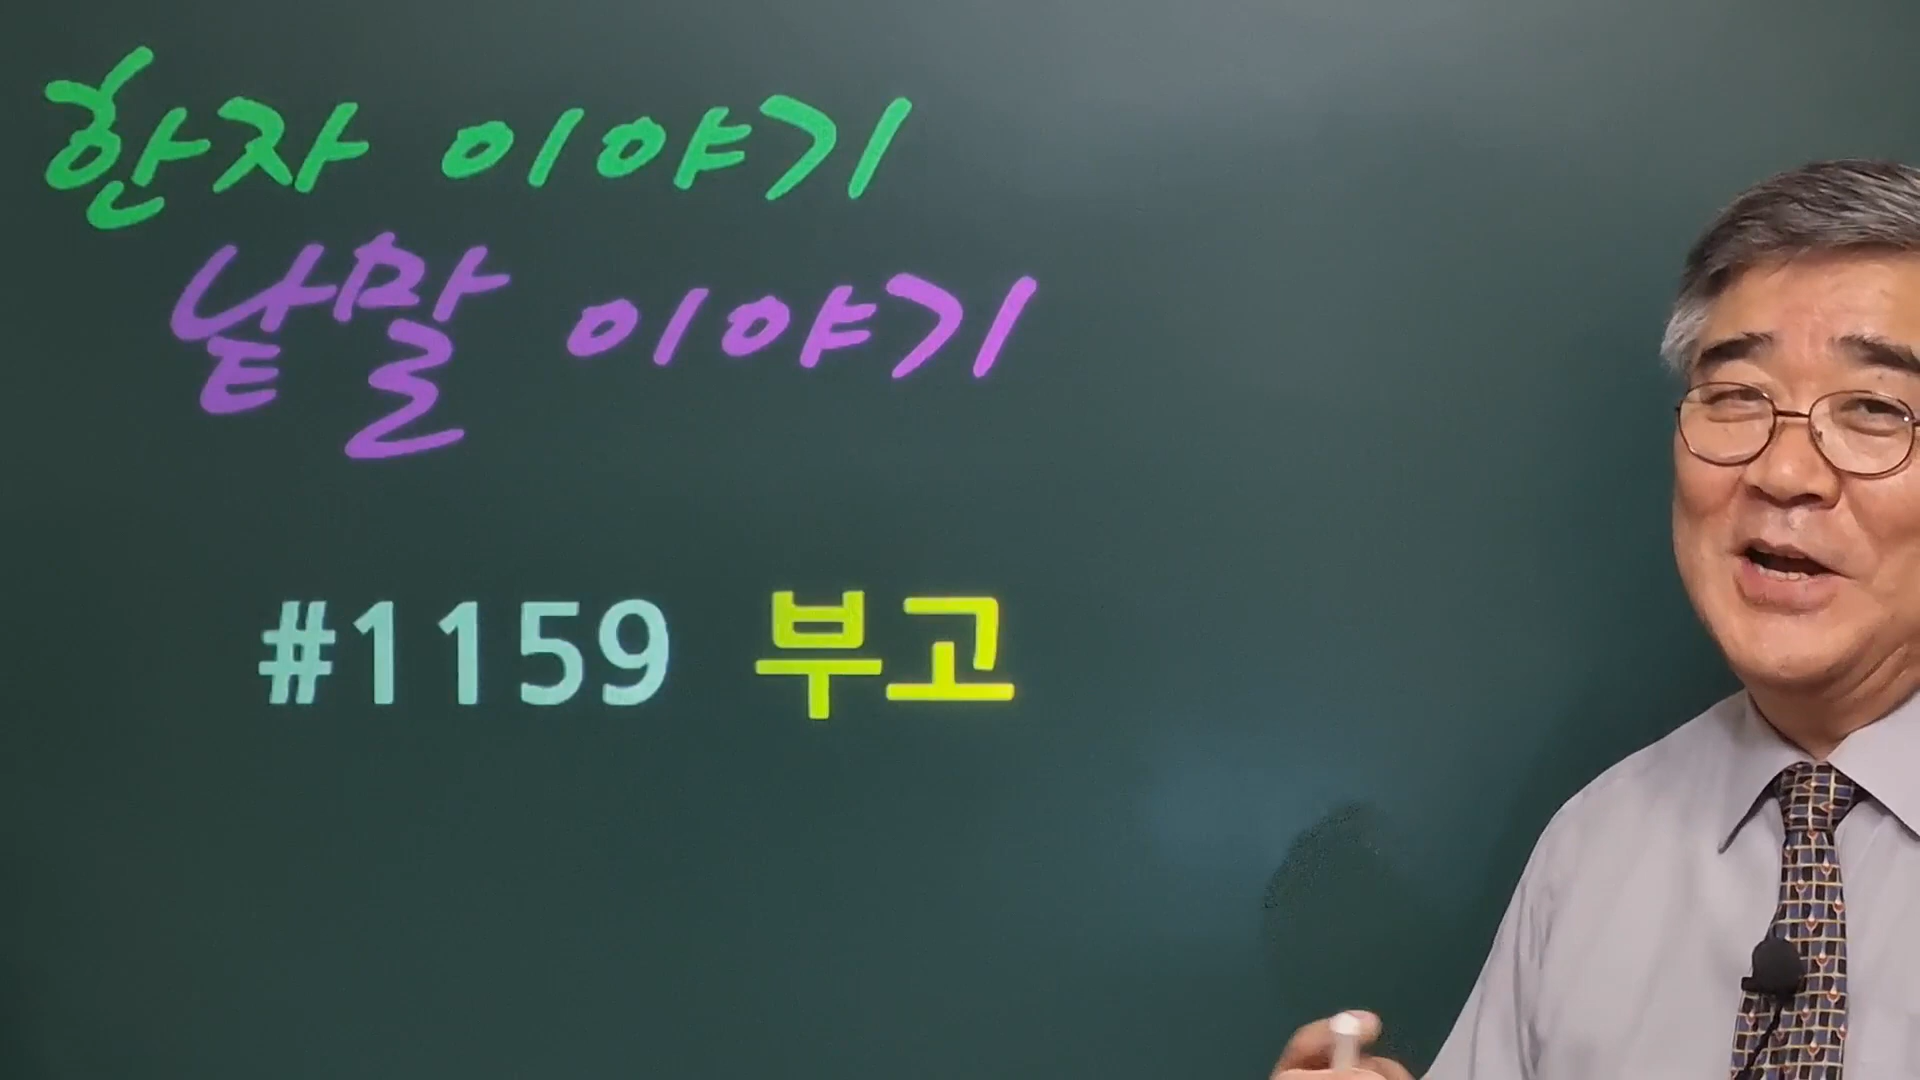 한자 이야기
낱말 이야기
#1159 부고